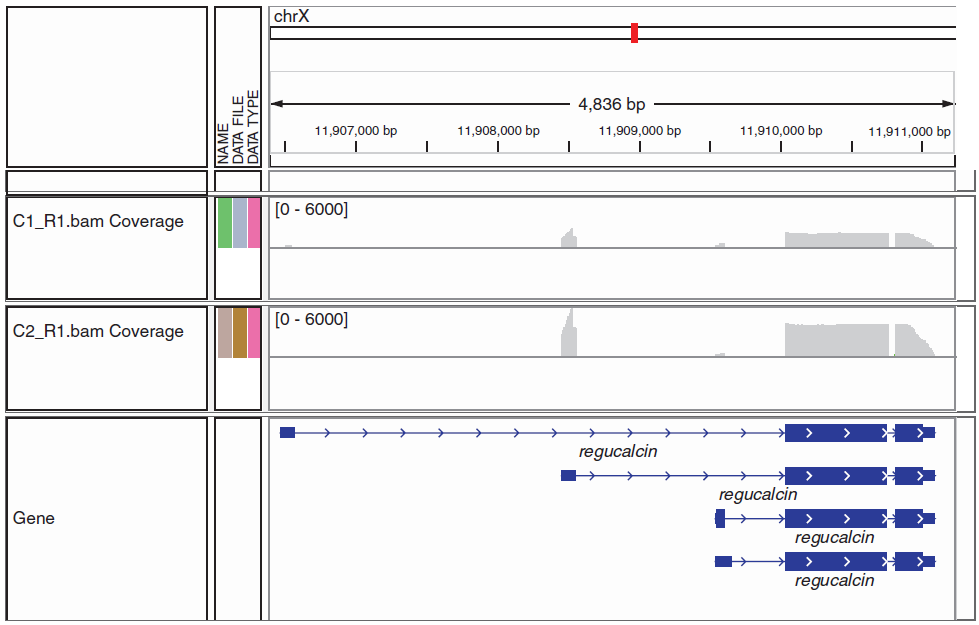 chrX
NAME
DATA FILE
DATA TYPE
4,836 bp
11,907,000 bp 11,908,000 bp 11,909,000 bp 11,910,000 bp 11,911,000 bp
C1_R1.bam Coverage
[0 - 6000]
C2_R1.bam Coverage
[0 - 6000]
Gene
regucalcin
regucalcin
regucalcin
regucalcin